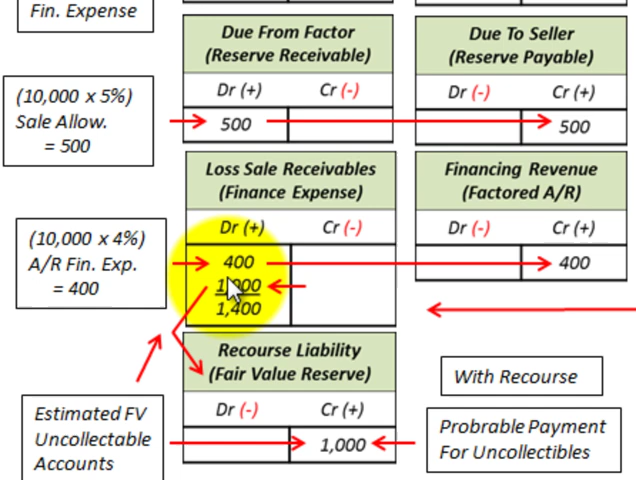 Fin. Expense
Due From Factor
(Reserve Receivable)
Dr (+) Cr (-)
500
Due To Seller
(Reserve Payable)
Dr (-) Cr (+)
500
(10,000 x 5%)
Sale Allow.
= 500
Loss Sale Receivables
(Finance Expense)
Dr (+) Cr (-)
400
1,000
1,400
Financing Revenue
(Factored A/R)
Dr (-) Cr (+)
400
(10,000 x 4%)
A/R Fin. Exp.
= 400
Recourse Liability
(Fair Value Reserve)
Dr (-) Cr (+)
1,000
With Recourse
Estimated FV
Uncollectable
Accounts
Probrable Payment
For Uncollectibles